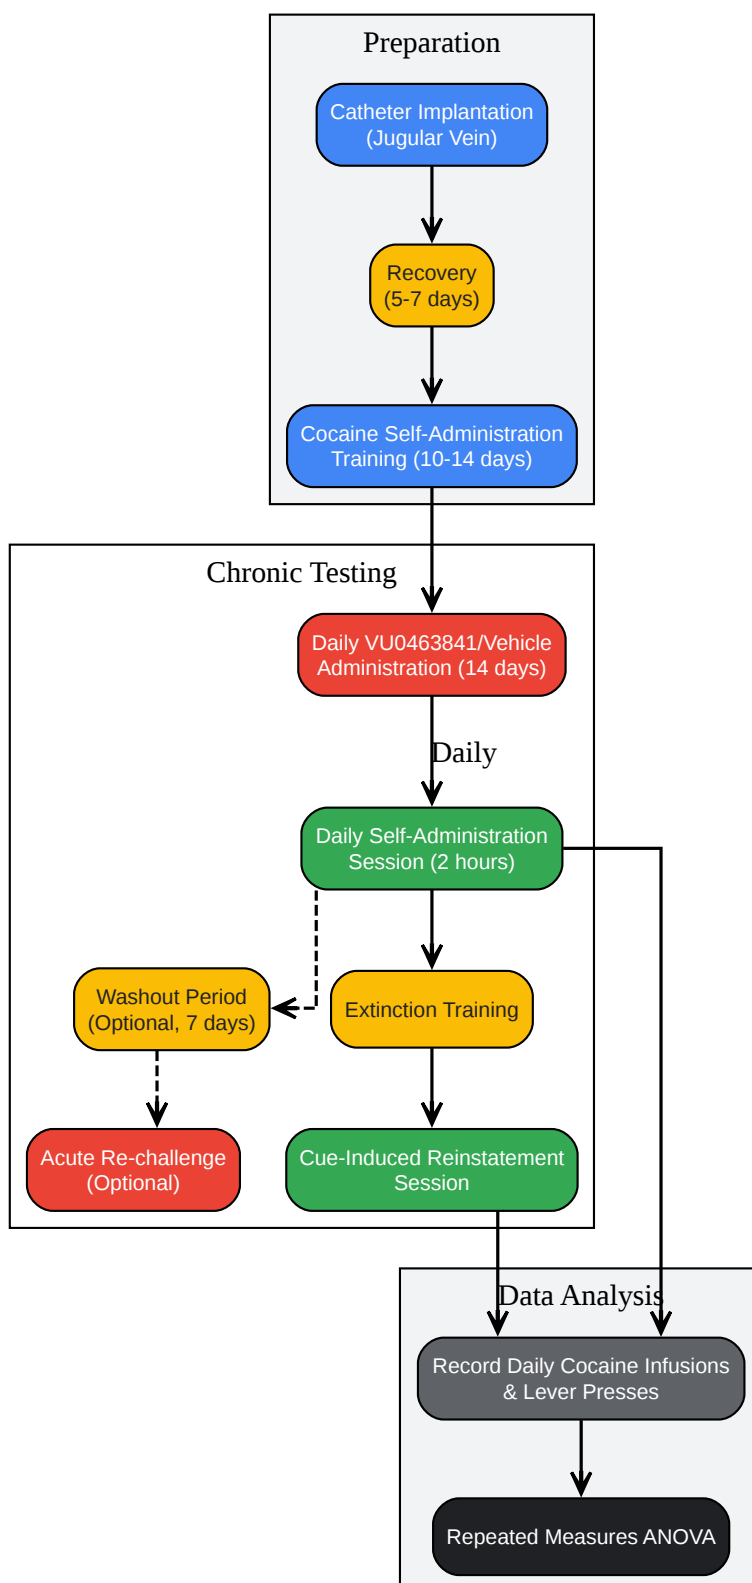 Preparation
Catheter Implantation
(Jugular Vein)
Recovery
(5-7 days)
Cocaine Self-Administration
Training (10-14 days)
Chronic Testing
Daily VU0463841/Vehicle
Administration (14 days)
Daily
Daily Self-Administration
Session (2 hours)
Washout Period
(Optional, 7 days)
Extinction Training
Acute Re-challenge
(Optional)
Cue-Induced Reinstatement
Session
Data Analysis
Record Daily Cocaine Infusions
& Lever Presses
Repeated Measures ANOVA